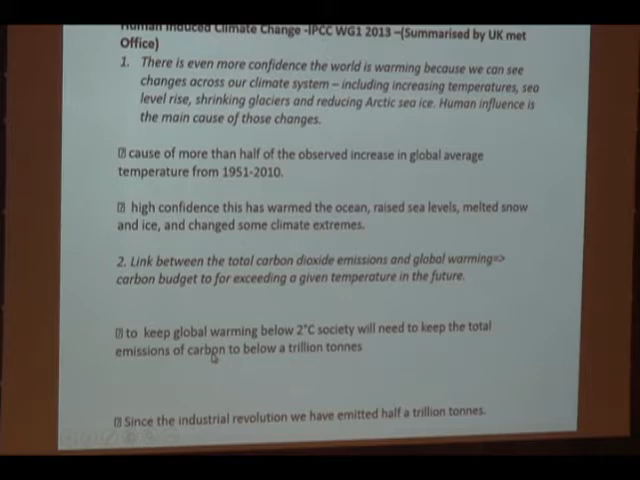 Human Induced Climate Change -IPCC WG1 2013 –(Summarised by UK met
Office)
1. There is even more confidence the world is warming because we can see
changes across our climate system – including increasing temperatures, sea
level rise, shrinking glaciers and reducing Arctic sea ice. Human influence is
the main cause of those changes.
cause of more than half of the observed increase in global average
temperature from 1951-2010.
high confidence this has warmed the ocean, raised sea levels, melted snow
and ice, and changed some climate extremes.
2. Link between the total carbon dioxide emissions and global warming=>
carbon budget to for exceeding a given temperature in the future.
to keep global warming below 2°C society will need to keep the total
emissions of carbon to below a trillion tonnes
Since the industrial revolution we have emitted half a trillion tonnes.